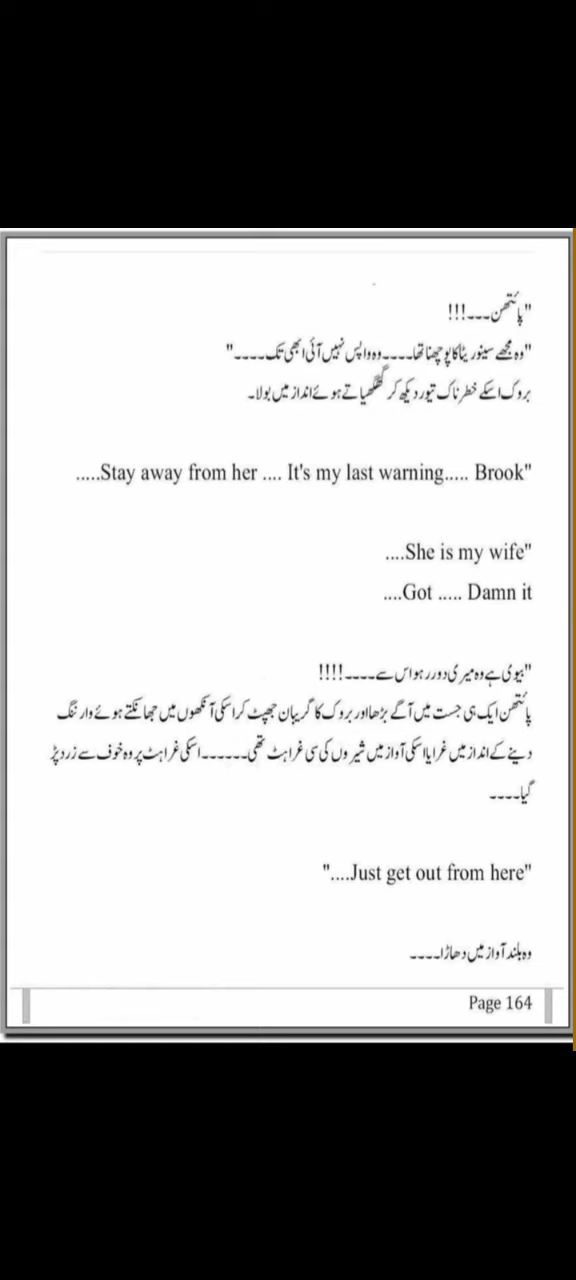 "پائتھن۔۔۔!!!
"وہ مجھے سینوریٹا کا پوچھنا تھا۔۔۔۔وہ واپس نہیں آئی ابھی تک۔۔۔۔"
بروک اسکے خطرناک تیور دیکھ کر گھگھیاتے ہوئے انداز میں بولا۔
.....Stay away from her .... It's my last warning..... Brook"
....She is my wife"
....Got ..... Damn it
"بیوی ہے وہ میری دور رہو اس سے۔۔۔۔!!!!
پائتھن ایک ہی جست میں آگے بڑھا اور بروک کا گریبان جھپٹ کر اسکی آنکھوں میں جھانکتے ہوئے وارننگ
دینے کے انداز میں غرایا اسکی آواز میں شیروں کی سی غراہٹ تھی۔۔۔۔۔۔اسکی غراہٹ پر وہ خوف سے زرد پڑ
گیا۔۔۔۔
"....Just get out from here"
وہ بلند آواز میں دھاڑا۔۔۔۔
Page 164